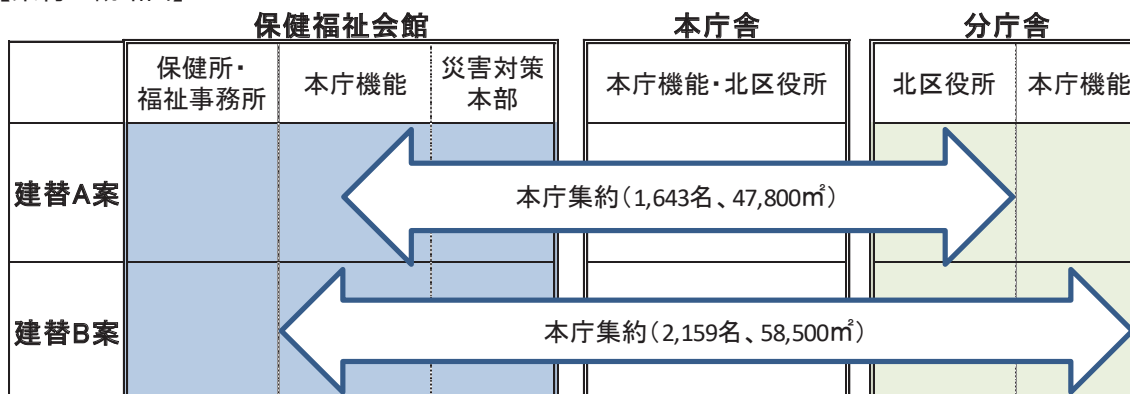 保健福祉会館 本庁舎 分庁舎
保健所・
福祉事務所
本庁機能
災害対策
本部
本庁機能・北区役所
北区役所
本庁機能
建替A案
本庁集約(1,643名、47,800㎡)
建替B案
本庁集約(2,159名、58,500㎡)